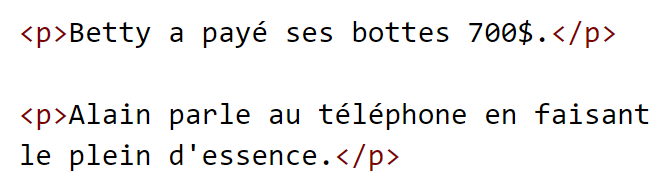 <p>Betty a payé ses bottes 700$.</p>
<p>Alain parle au téléphone en faisant
le plein d'essence.</p>